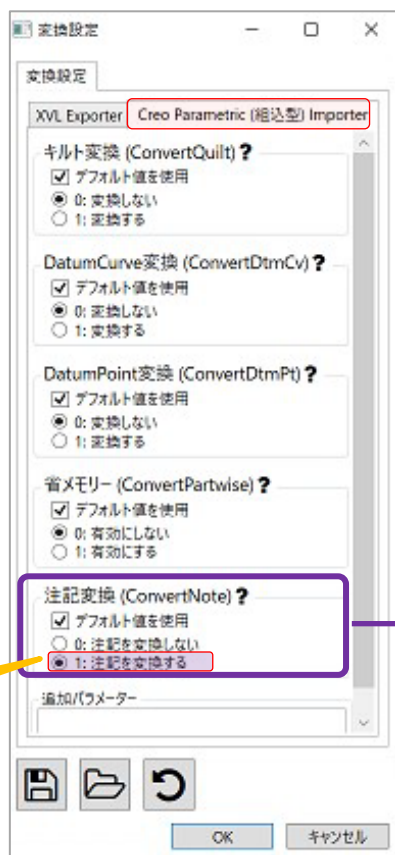 変換設定
変換設定
XVL Exporter Creo Parametric (組込型) Importer
キルト変換 (ConvertQuilt) ?
デフォルト値を使用
0: 変換しない
1: 変換する
DatumCurve変換 (ConvertDtmCv) ?
デフォルト値を使用
0: 変換しない
1: 変換する
DatumPoint変換 (ConvertDtmPt) ?
デフォルト値を使用
0: 変換しない
1: 変換する
省メモリー (ConvertPartwise) ?
デフォルト値を使用
0: 有効にしない
1: 有効にする
注記変換 (ConvertNote) ?
デフォルト値を使用
0: 注記を変換しない
1: 注記を変換する
追加パラメーター
OK キャンセル